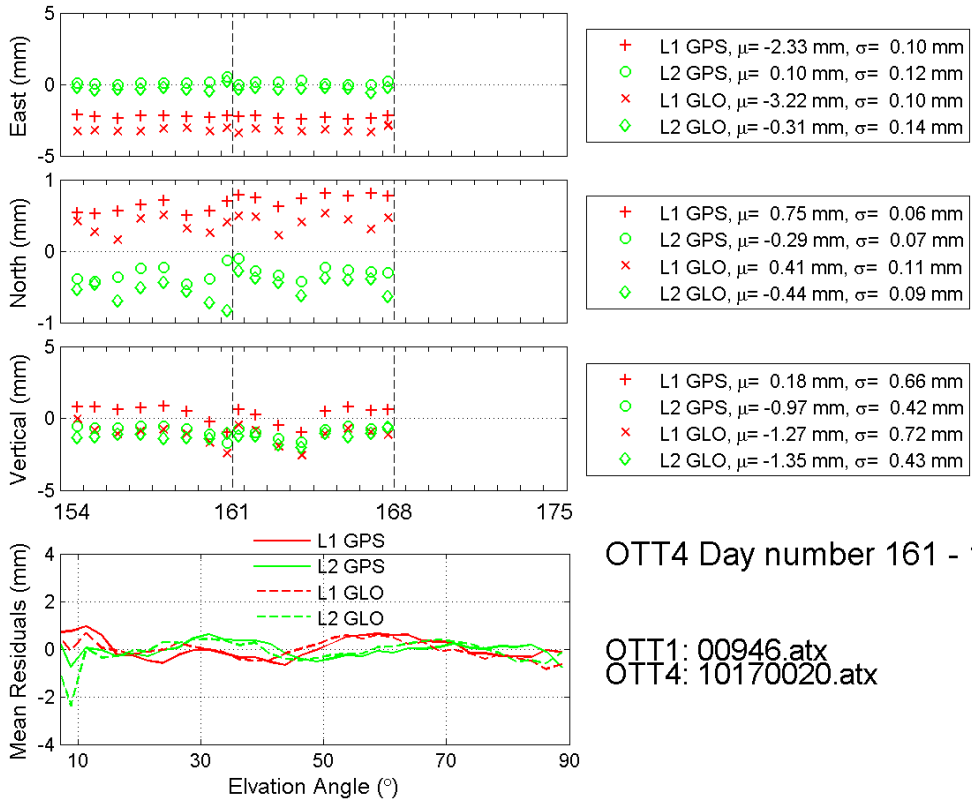 5
0
-5
East (mm)
+ L1 GPS, μ= -2.33 mm, σ= 0.10 mm
○ L2 GPS, μ= 0.10 mm, σ= 0.12 mm
× L1 GLO, μ= -3.22 mm, σ= 0.10 mm
◇ L2 GLO, μ= -0.31 mm, σ= 0.14 mm
1
0
-1
North (mm)
+ L1 GPS, μ= 0.75 mm, σ= 0.06 mm
○ L2 GPS, μ= -0.29 mm, σ= 0.07 mm
× L1 GLO, μ= 0.41 mm, σ= 0.11 mm
◇ L2 GLO, μ= -0.44 mm, σ= 0.09 mm
5
0
-5
Vertical (mm)
154 161 168 175
+ L1 GPS, μ= 0.18 mm, σ= 0.66 mm
○ L2 GPS, μ= -0.97 mm, σ= 0.42 mm
× L1 GLO, μ= -1.27 mm, σ= 0.72 mm
◇ L2 GLO, μ= -1.35 mm, σ= 0.43 mm
L1 GPS
L2 GPS
L1 GLO
L2 GLO
4
2
0
-2
-4
Mean Residuals (mm)
10 30 50 70 90
Elvation Angle (°)
OTT4 Day number 161 -
OTT1: 00946.atx
OTT4: 10170020.atx